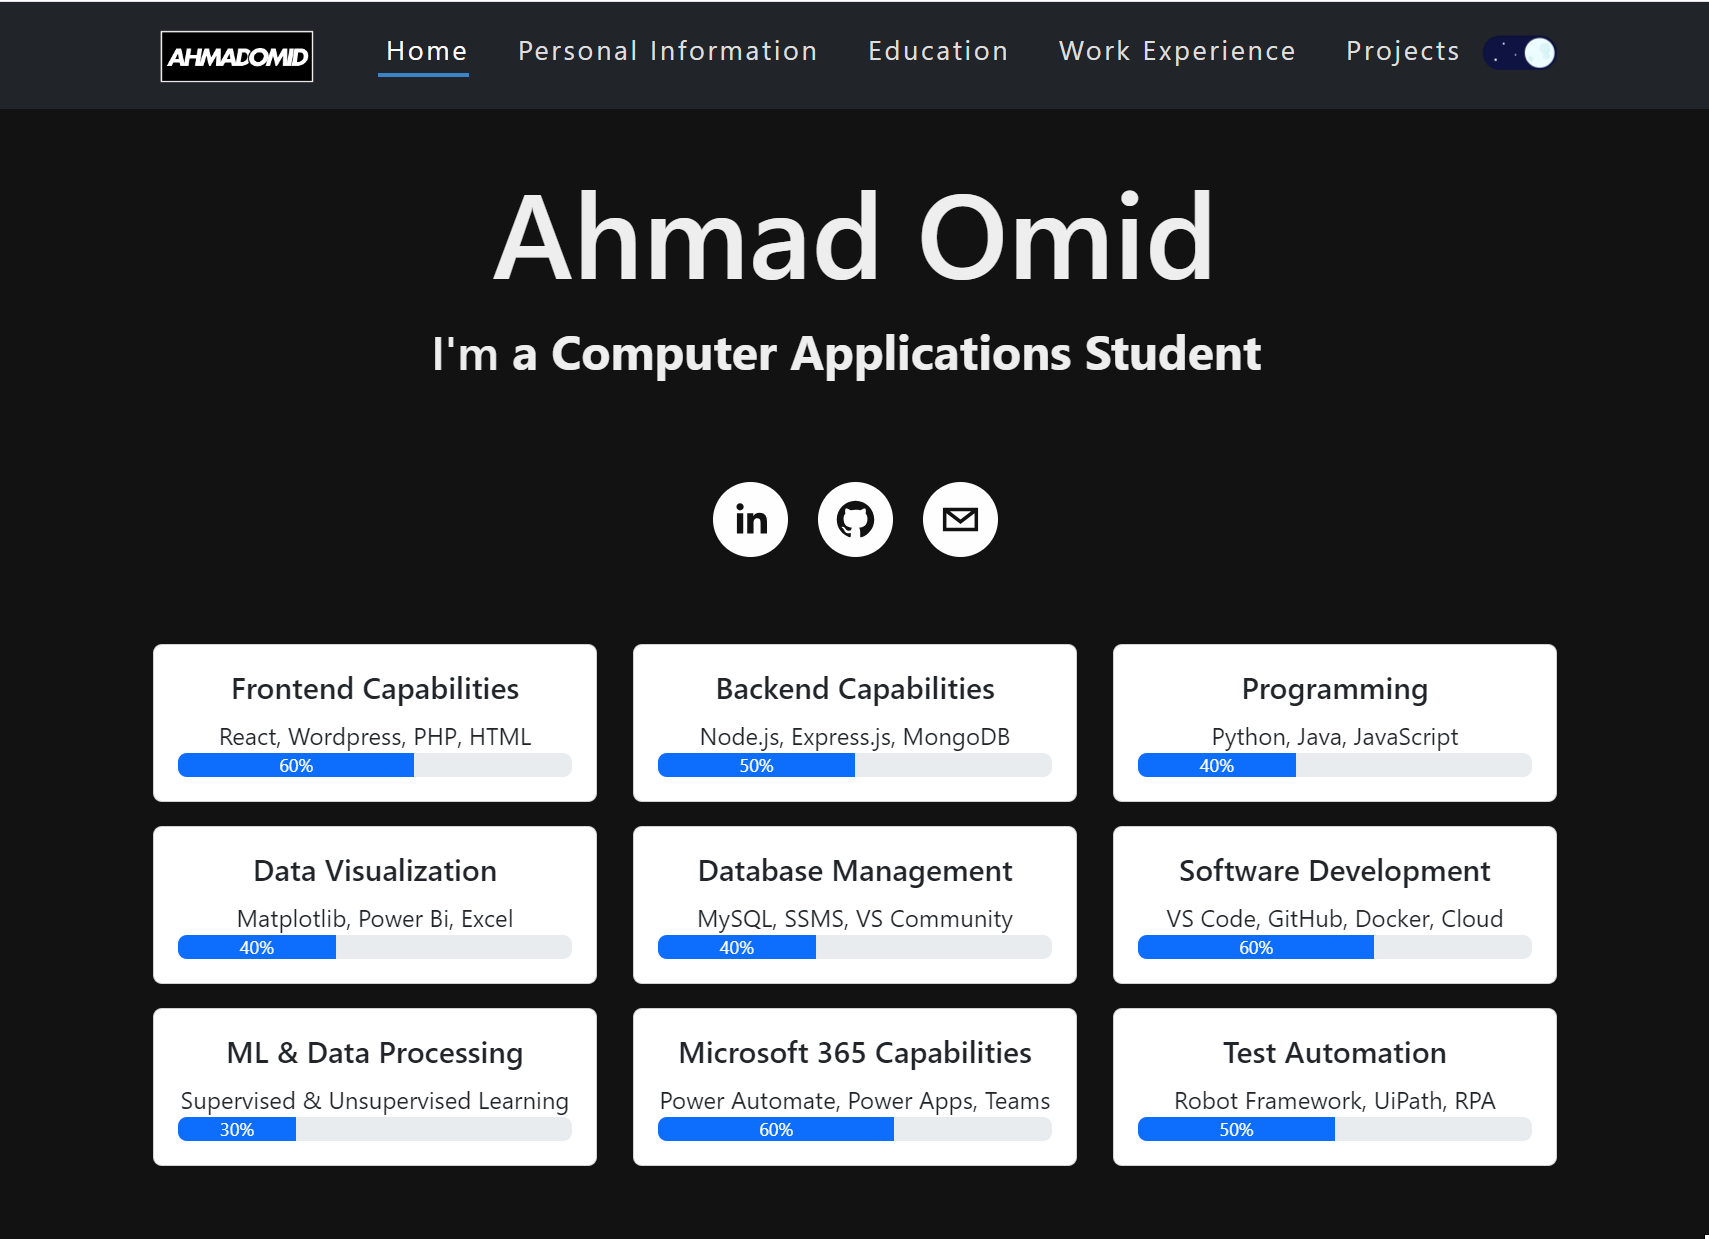 AHMADOMID Home Personal Information Education Work Experience Projects
Ahmad Omid
I'm a Computer Applications Student
in
Frontend Capabilities
React, Wordpress, PHP, HTML
60%
Backend Capabilities
Node.js, Express.js, MongoDB
50%
Programming
Python, Java, JavaScript
40%
Data Visualization
Matplotlib, Power Bi, Excel
40%
Database Management
MySQL, SSMS, VS Community
40%
Software Development
VS Code, GitHub, Docker, Cloud
60%
ML & Data Processing
Supervised & Unsupervised Learning
30%
Microsoft 365 Capabilities
Power Automate, Power Apps, Teams
60%
Test Automation
Robot Framework, UiPath, RPA
50%